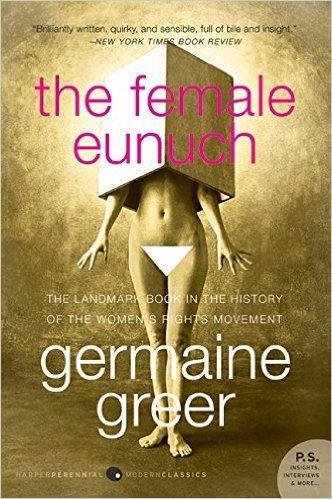 "Brilliantly written, quirky, and sensible, full of bile and insight."
—NEW YORK TIMES BOOK REVIEW
the female
eunuch
THE LANDMARK BOOK IN THE HISTORY
OF THE WOMEN'S RIGHTS MOVEMENT
germaine
greer
P.S.
INSIGHTS,
INTERVIEWS
& MORE...
HARPERPERENNIAL MODERNCLASSICS